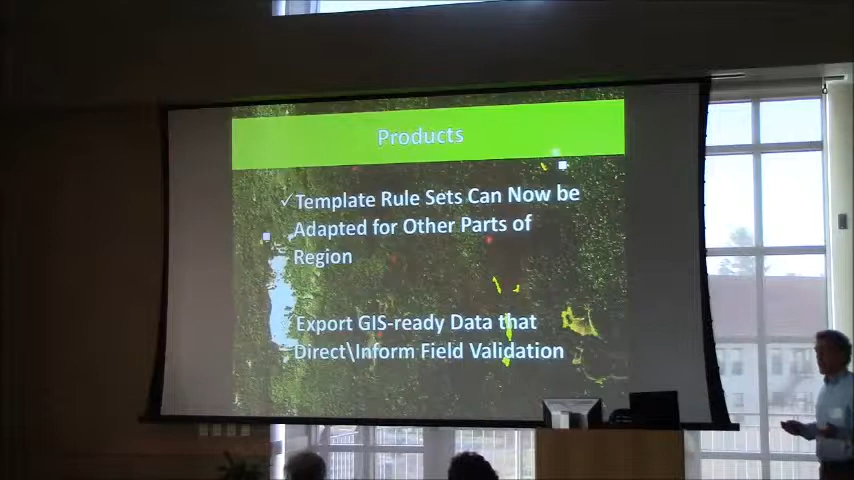 Products
✓Template Rule Sets Can Now be
Adapted for Other Parts of
Region
✓Export GIS-ready Data that
Direct\Inform Field Validation